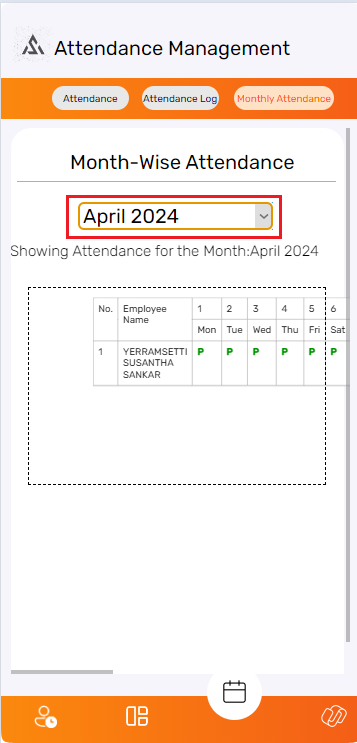 Attendance Management
Attendance
Attendance Log
Monthly Attendance
Month-Wise Attendance
April 2024
Showing Attendance for the Month:April 2024
No. Employee Name 1 2 3 4 5 6
Mon Tue Wed Thu Fri Sat
1 YERRAMSETTI SUSANTHA SANKAR P P P P P P